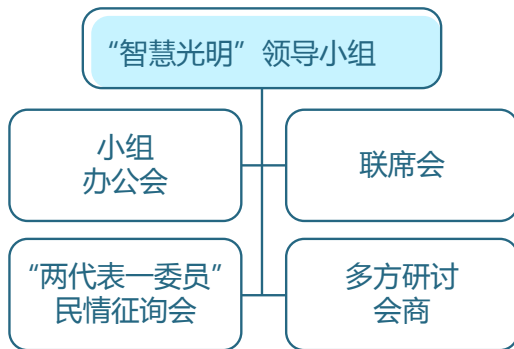 “智慧光明”领导小组
小组
办公会
联席会
“两代表一委员”
民情征询会
多方研讨
会商